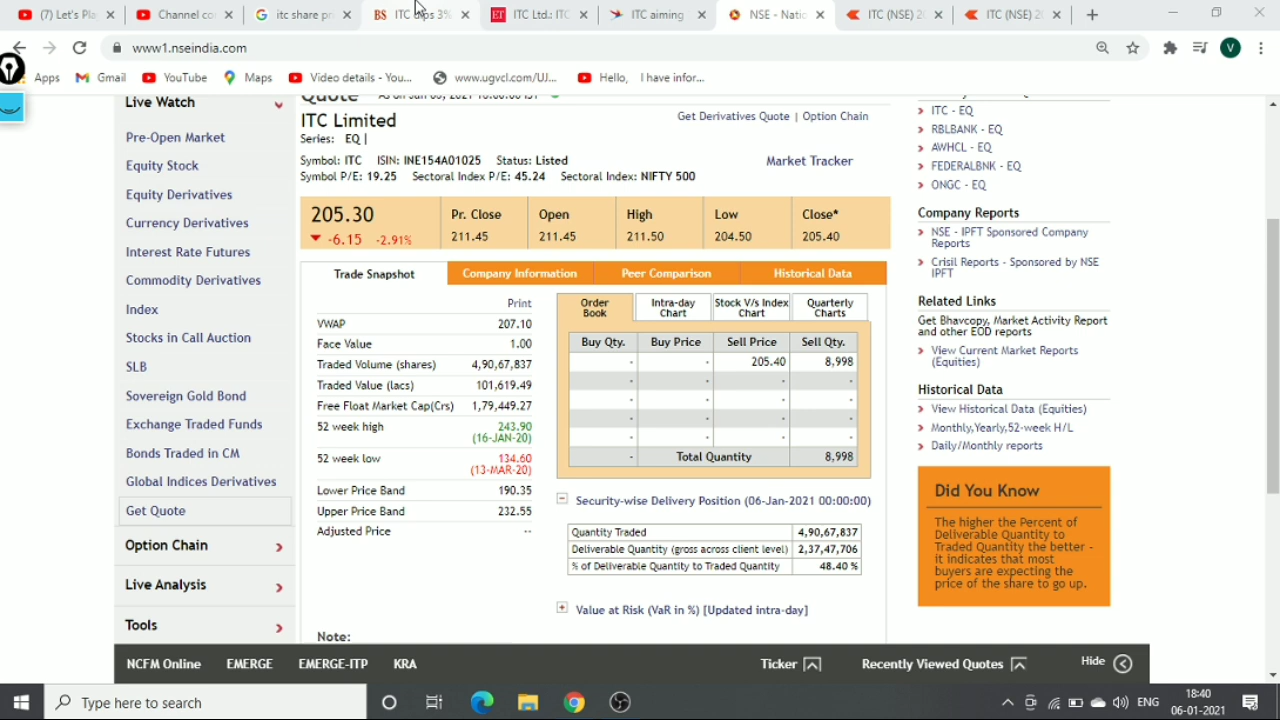 (7) Let's Pla
Channel co
itc share pri
BS ITC dips 3%
ET ITC Ltd.: ITC
ITC aiming
NSE - Natio
ITC (NSE) 2
ITC (NSE) 20
www1.nseindia.com
V
Apps
Gmail
YouTube
Maps
Video details - You...
www.ugvcl.com/UJ...
Hello, I have infor...
Live Watch
Pre-Open Market
Equity Stock
Equity Derivatives
Currency Derivatives
Interest Rate Futures
Commodity Derivatives
Index
Stocks in Call Auction
SLB
Sovereign Gold Bond
Exchange Traded Funds
Bonds Traded in CM
Global Indices Derivatives
Get Quote
Option Chain
Live Analysis
Tools
Quote
ITC Limited
Series: EQ |
Get Derivatives Quote | Option Chain
Symbol: ITC ISIN: INE154A01025 Status: Listed
Market Tracker
Symbol P/E: 19.25 Sectoral Index P/E: 45.24 Sectoral Index: NIFTY 500
205.30 Pr. Close Open High Low Close*
-6.15 -2.91% 211.45 211.45 211.50 204.50 205.40
Trade Snapshot Company Information Peer Comparison Historical Data
Print
VWAP 207.10
Face Value 1.00
Traded Volume (shares) 4,90,67,837
Traded Value (lacs) 101,619.49
Free Float Market Cap(Crs) 1,79,449.27
52 week high 243.90
(16-JAN-20)
52 week low 134.60
(13-MAR-20)
Lower Price Band 190.35
Upper Price Band 232.55
Adjusted Price --
Note:
Order Book
Intra-day Chart
Stock V/s Index Chart
Quarterly Charts
Buy Qty. Buy Price Sell Price Sell Qty.
- - 205.40 8,998
- - - -
- - - -
- - - -
- - - -
- Total Quantity 8,998
Security-wise Delivery Position (06-Jan-2021 00:00:00)
Quantity Traded 4,90,67,837
Deliverable Quantity (gross across client level) 2,37,47,706
% of Deliverable Quantity to Traded Quantity 48.40 %
Value at Risk (VaR in %) [Updated intra-day]
ITC - EQ
RBLBANK - EQ
AWHCL - EQ
FEDERALBNK - EQ
ONGC - EQ
Company Reports
NSE - IPFT Sponsored Company
Reports
Crisil Reports - Sponsored by NSE
IPFT
Related Links
Get Bhavcopy, Market Activity Report
and other EOD reports
View Current Market Reports
(Equities)
Historical Data
View Historical Data (Equities)
Monthly,Yearly,52-week H/L
Daily/Monthly reports
Did You Know
The higher the Percent of
Deliverable Quantity to
Traded Quantity the better -
it indicates that most
buyers are expecting the
price of the share to go up.
NCFM Online EMERGE EMERGE-ITP KRA Ticker Recently Viewed Quotes Hide
Type here to search
ENG
18:40
06-01-2021